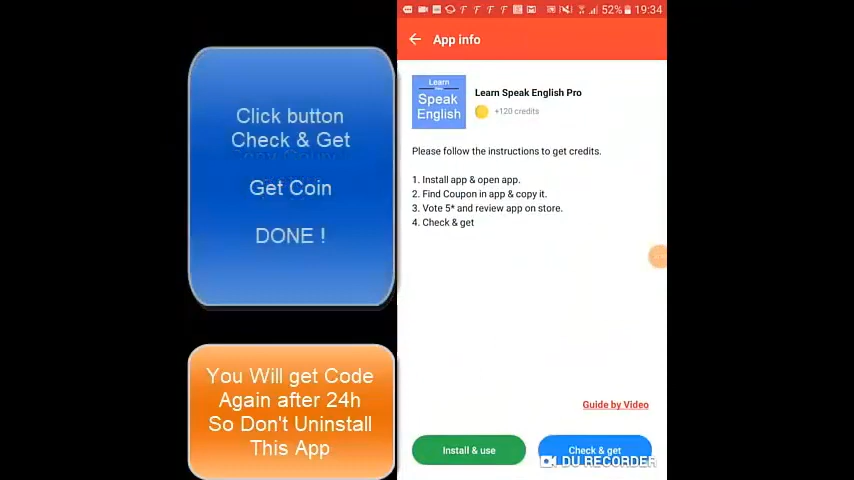 52% 19:34
App info
Learn
Speak
English
Learn Speak English Pro
+120 credits
Please follow the instructions to get credits.
1. Install app & open app.
2. Find Coupon in app & copy it.
3. Vote 5* and review app on store.
4. Check & get
Guide by Video
Install & use
Check & get
DU RECORDER
Click button
Check & Get
Get Coin
DONE !
You Will get Code
Again after 24h
So Don't Uninstall
This App